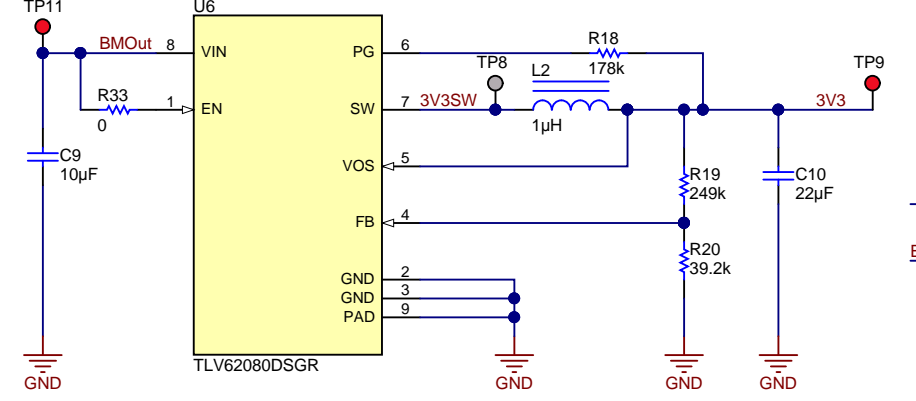 TP11
U6
BMOut
8
VIN
PG
6
R18
178k
TP8
TP9
R33
0
1
EN
SW
7
3V3SW
L2
1µH
3V3
C9
10µF
VOS
5
R19
249k
C10
22µF
FB
4
R20
39.2k
GND
2
GND
3
PAD
9
TLV62080DSGR
GND
GND
GND
GND